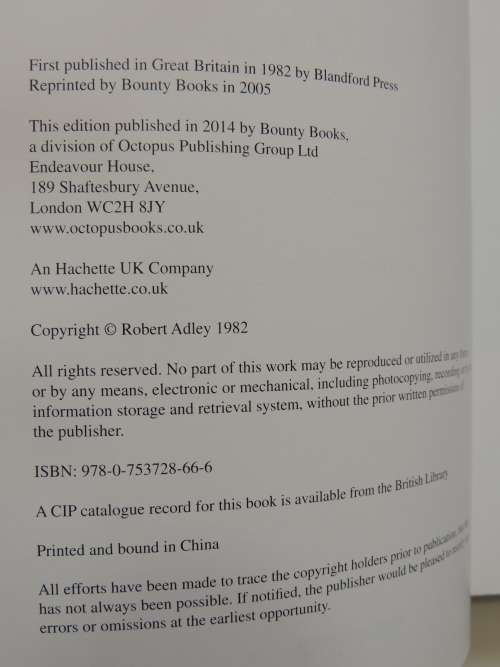 First published in Great Britain in 1982 by Blandford Press
Reprinted by Bounty Books in 2005
This edition published in 2014 by Bounty Books,
a division of Octopus Publishing Group Ltd
Endeavour House,
189 Shaftesbury Avenue,
London WC2H 8JY
www.octopusbooks.co.uk
An Hachette UK Company
www.hachette.co.uk
Copyright © Robert Adley 1982
All rights reserved. No part of this work may be reproduced or utilized in any form
or by any means, electronic or mechanical, including photocopying, recording
information storage and retrieval system, without the prior written permission of
the publisher.
ISBN: 978-0-753728-66-6
A CIP catalogue record for this book is available from the British Library
Printed and bound in China
All efforts have been made to trace the copyright holders prior to publication,
has not always been possible. If notified, the publisher would be pleased to
errors or omissions at the earliest opportunity.